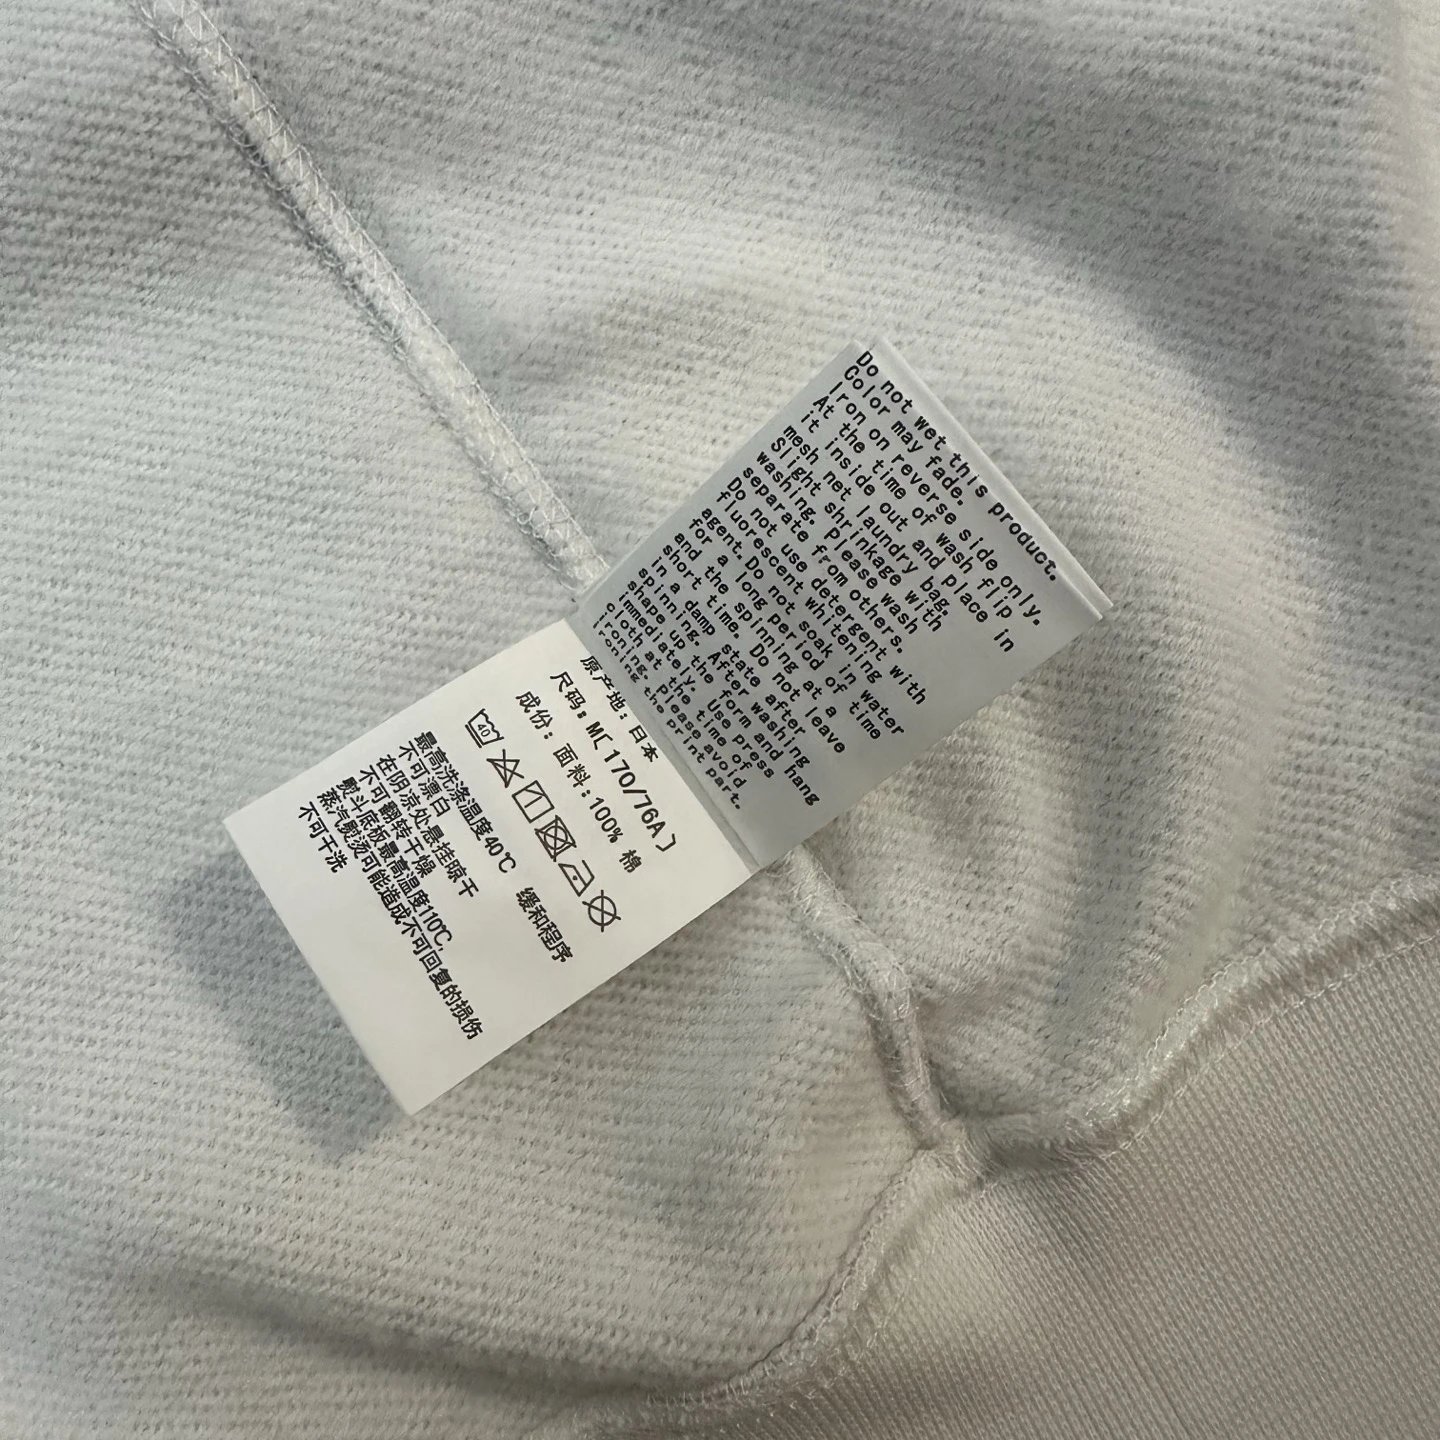 Do not wet this product.
Color may fade.
Iron on reverse side only.
At the time of wash flip
it inside out and place in
mesh net laundry bag.
Slight shrinkage with
washing. Please wash
separate from others.
Do not use detergent with
fluorescent whitening
agent. Do not soak in water
for a long period of time
and the spinning at a
short time. Do not leave
in a damp state after
spinning. After washing
shape up the form and hang
immediately. Use press
cloth at the time of
ironing. Please avoid
ironing the print part.
原产地：日本
尺码：M〔170/76A〕
成份：面料：100% 棉
40
最高洗涤温度40℃ 缓和程序
不可漂白
在阴凉处悬挂晾干
不可翻转干燥
熨斗底板最高温度110℃，
蒸汽熨烫可能造成不可回复的损伤
不可干洗